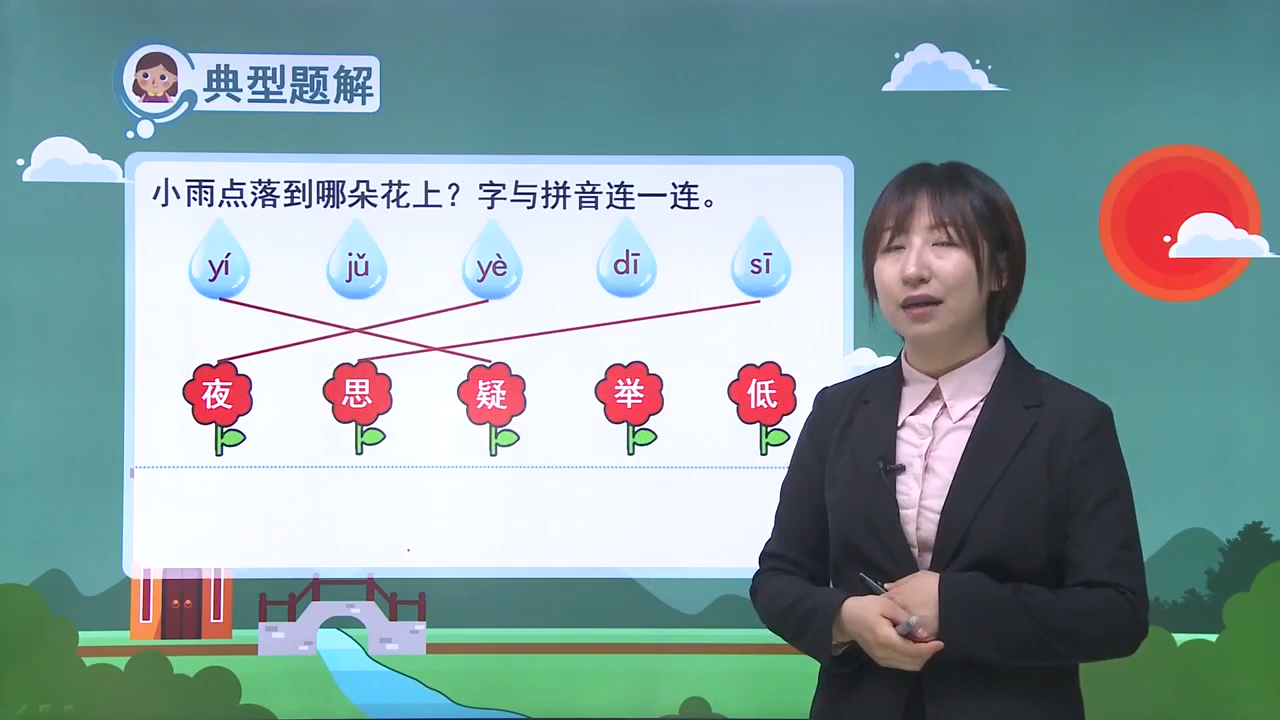 典型题解
小雨点落到哪朵花上？字与拼音连一连。
yí jǔ yè dī sī
夜 思 疑 举 低